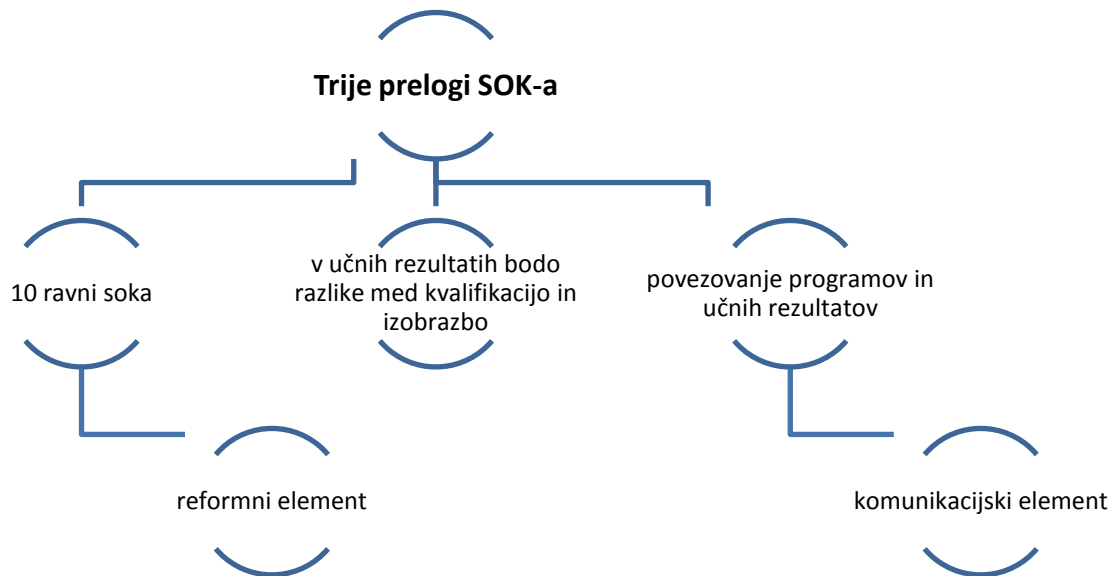 Trije prelogi SOK-a
10 ravni soka
v učnih rezultatih bodo
razlike med kvalifikacijo in
izobrazbo
povezovanje programov in
učnih rezultatov
reformni element
komunikacijski element